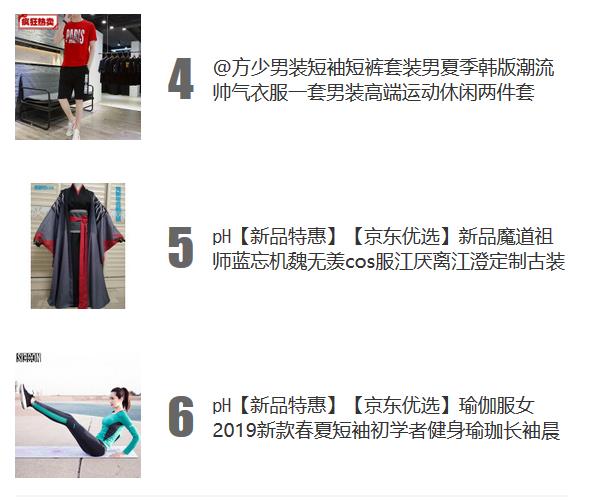 疯狂热卖
PARIS
4
@方少男装短袖短裤套装男夏季韩版潮流
帅气衣服一套男装高端运动休闲两件套
5
pH【新品特惠】【京东优选】新品魔道祖
师蓝忘机魏无羡cos服江厌离江澄定制古装
SIBBON
6
pH【新品特惠】【京东优选】瑜伽服女
2019新款春夏短袖初学者健身瑜珈长袖晨